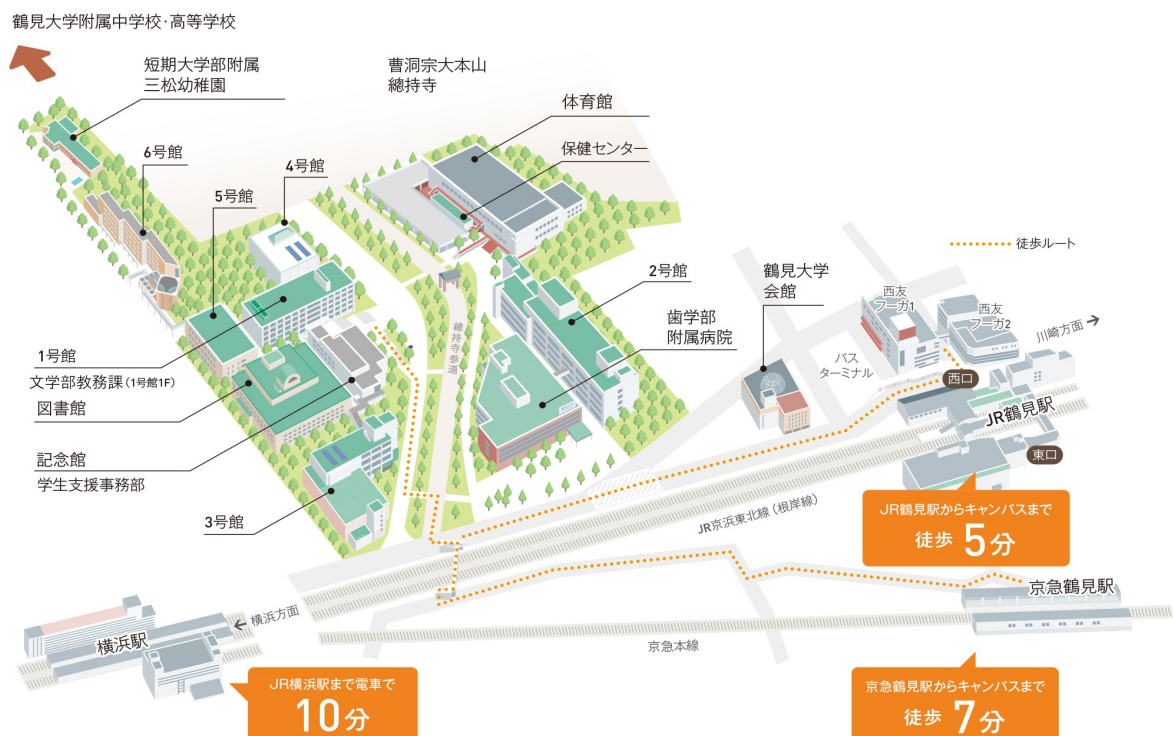 鶴見大学附属中学校・高等学校
短期大学部附属
三松幼稚園
曹洞宗大本山
總持寺
体育館
保健センター
6号館
4号館
5号館
徒歩ルート
鶴見大学
会館
2号館
西友
フーガ1
西友
フーガ2
川崎方面
歯学部
附属病院
總持寺参道
1号館
文学部教務課(1号館1F)
バス
ターミナル
西口
図書館
JR鶴見駅
東口
記念館
学生支援事務部
3号館
JR京浜東北線(根岸線)
JR鶴見駅からキャンパスまで
徒歩 5分
京急鶴見駅
横浜方面
横浜駅
京急本線
JR横浜駅まで電車で
10分
京急鶴見駅からキャンパスまで
徒歩 7分